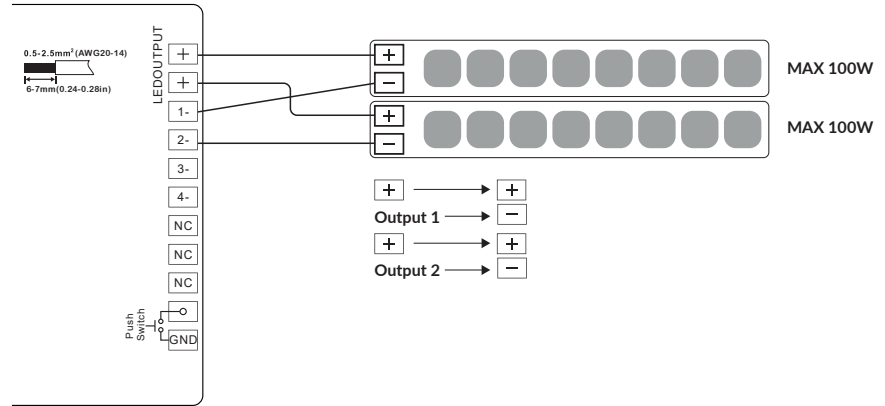 0.5-2.5mm²(AWG20-14)
6-7mm(0.24-0.28in)
LEDOUTPUT
+
+
1-
2-
3-
4-
NC
NC
NC
Push
Switch
GND
+
-
MAX 100W
+
-
MAX 100W
+ +
Output 1 -
+ +
Output 2 -